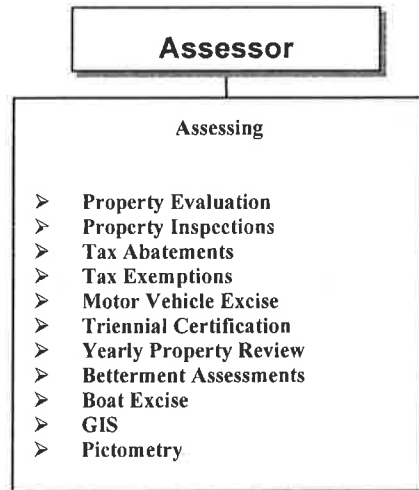 Assessor
Assessing
➢ Property Evaluation
➢ Property Inspections
➢ Tax Abatements
➢ Tax Exemptions
➢ Motor Vehicle Excise
➢ Triennial Certification
➢ Yearly Property Review
➢ Betterment Assessments
➢ Boat Excise
➢ GIS
➢ Pictometry